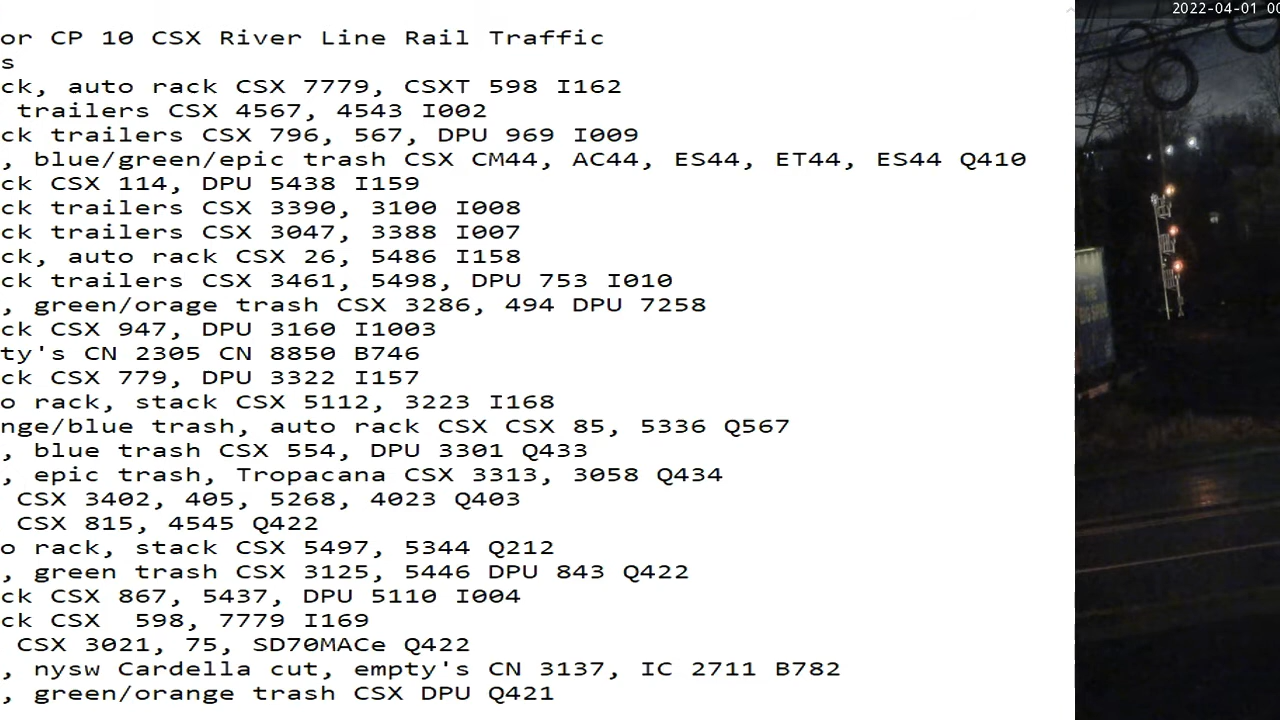 2022-04-01 00
or CP 10 CSX River Line Rail Traffic
s
ck, auto rack CSX 7779, CSXT 598 I162
trailers CSX 4567, 4543 I002
ck trailers CSX 796, 567, DPU 969 I009
, blue/green/epic trash CSX CM44, AC44, ES44, ET44, ES44 Q410
ck CSX 114, DPU 5438 I159
ck trailers CSX 3390, 3100 I008
ck trailers CSX 3047, 3388 I007
ck, auto rack CSX 26, 5486 I158
ck trailers CSX 3461, 5498, DPU 753 I010
, green/orage trash CSX 3286, 494 DPU 7258
ck CSX 947, DPU 3160 I1003
ty's CN 2305 CN 8850 B746
ck CSX 779, DPU 3322 I157
o rack, stack CSX 5112, 3223 I168
nge/blue trash, auto rack CSX CSX 85, 5336 Q567
, blue trash CSX 554, DPU 3301 Q433
, epic trash, Tropacana CSX 3313, 3058 Q434
CSX 3402, 405, 5268, 4023 Q403
CSX 815, 4545 Q422
o rack, stack CSX 5497, 5344 Q212
, green trash CSX 3125, 5446 DPU 843 Q422
ck CSX 867, 5437, DPU 5110 I004
ck CSX  598, 7779 I169
CSX 3021, 75, SD70MACe Q422
, nysw Cardella cut, empty's CN 3137, IC 2711 B782
, green/orange trash CSX DPU Q421